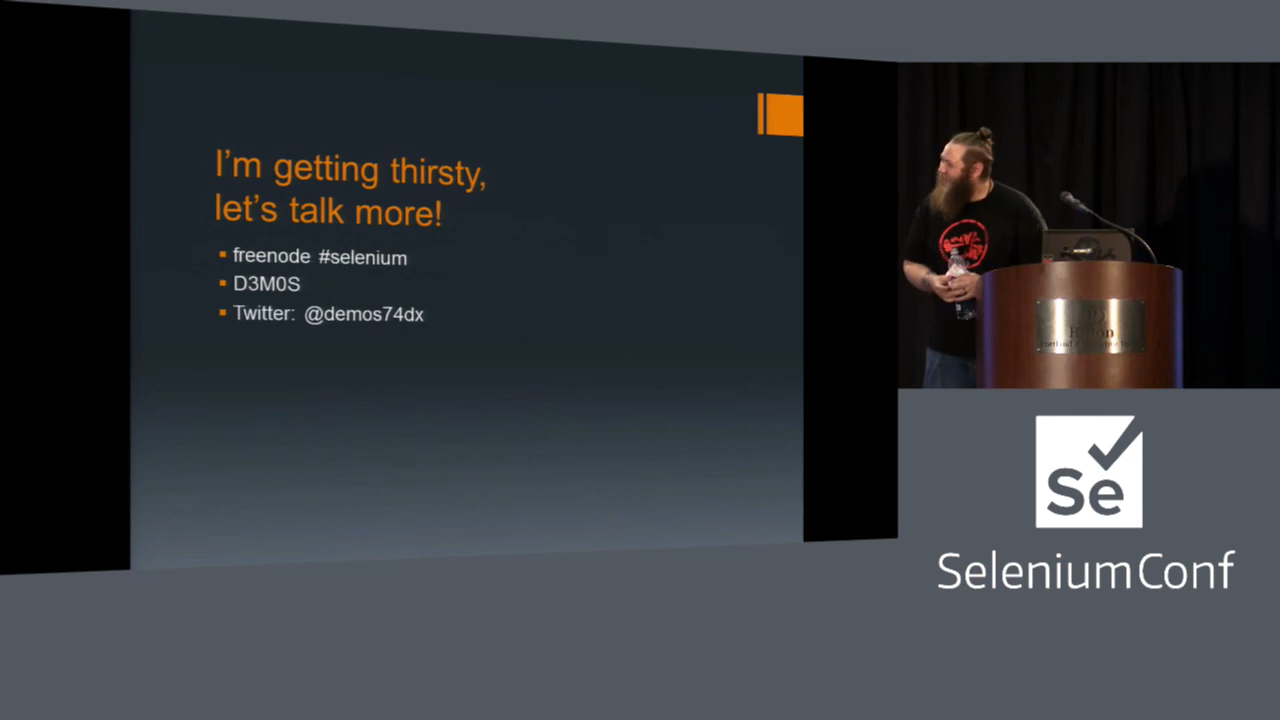 I'm getting thirsty,
let's talk more!
freenode #selenium
D3M0S
Twitter: @demos74dx
Se
SeleniumConf